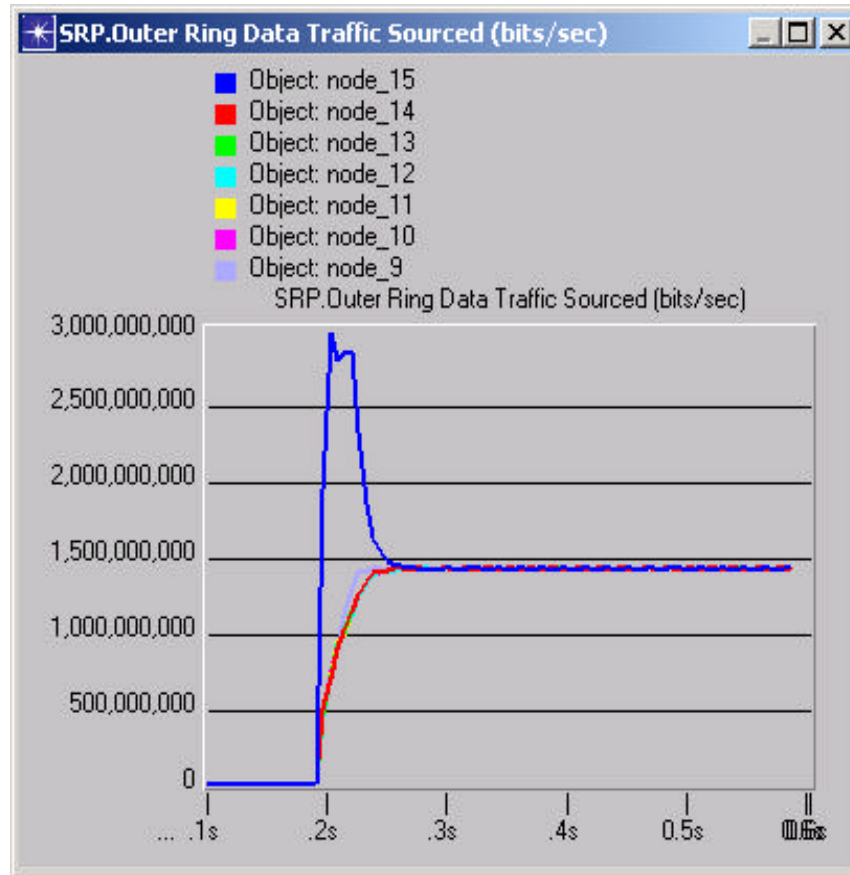 SRP.Outer Ring Data Traffic Sourced (bits/sec)
Object: node_15
Object: node_14
Object: node_13
Object: node_12
Object: node_11
Object: node_10
Object: node_9
SRP.Outer Ring Data Traffic Sourced (bits/sec)
3,000,000,000
2,500,000,000
2,000,000,000
1,500,000,000
1,000,000,000
500,000,000
0
... .1s .2s .3s .4s 0.5s